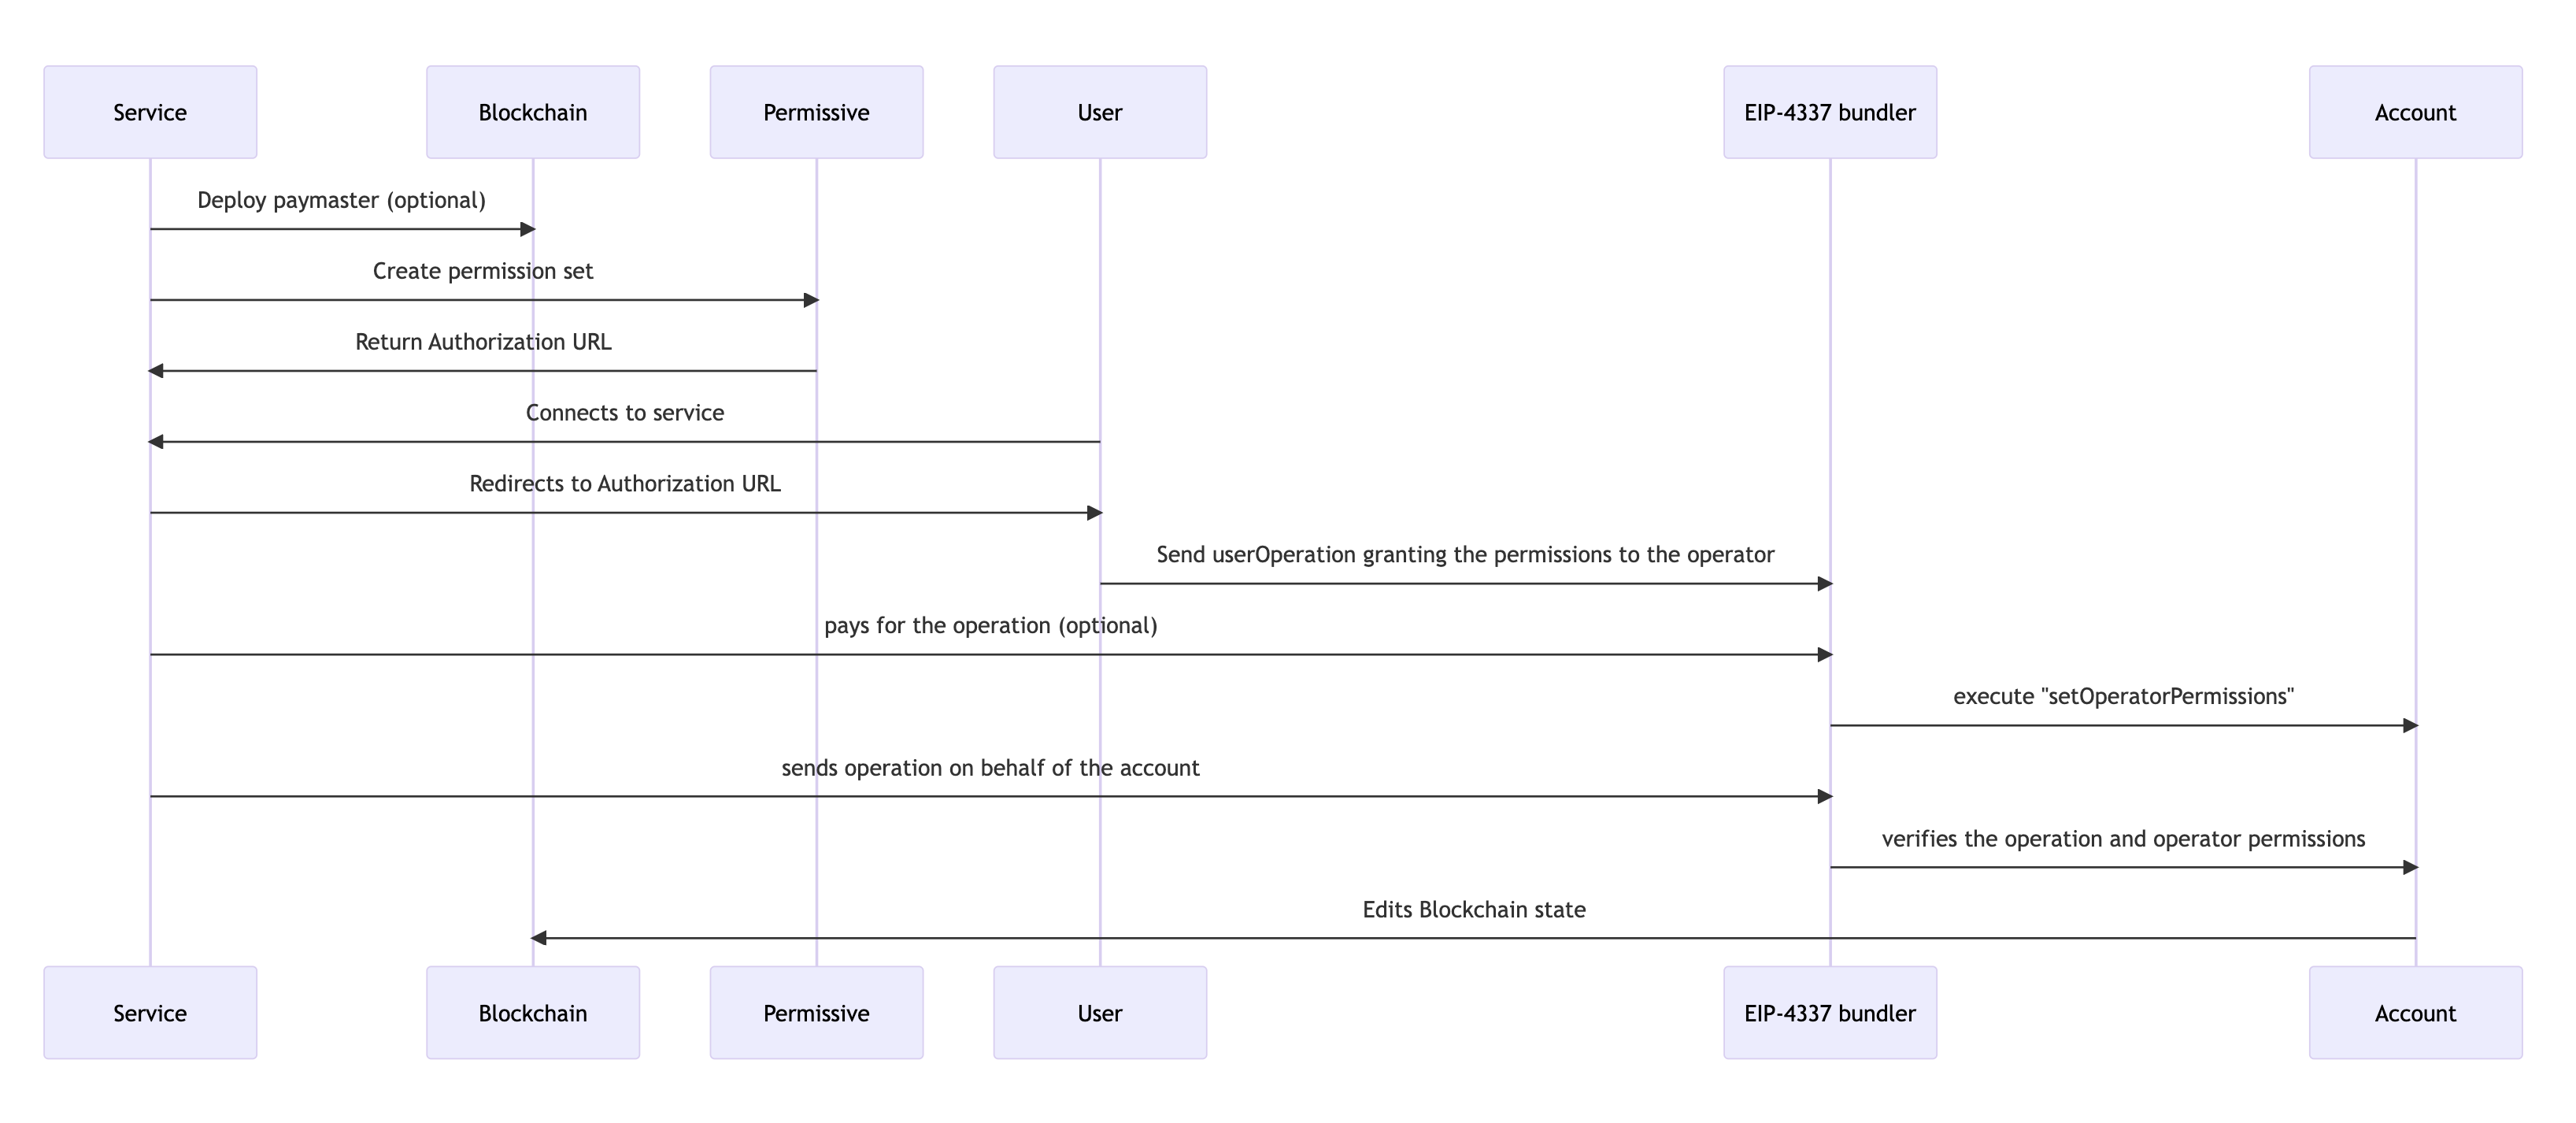 Service
Blockchain
Permissive
User
EIP-4337 bundler
Account
Deploy paymaster (optional)
Create permission set
Return Authorization URL
Connects to service
Redirects to Authorization URL
Send userOperation granting the permissions to the operator
pays for the operation (optional)
execute "setOperatorPermissions"
sends operation on behalf of the account
verifies the operation and operator permissions
Edits Blockchain state
Service
Blockchain
Permissive
User
EIP-4337 bundler
Account